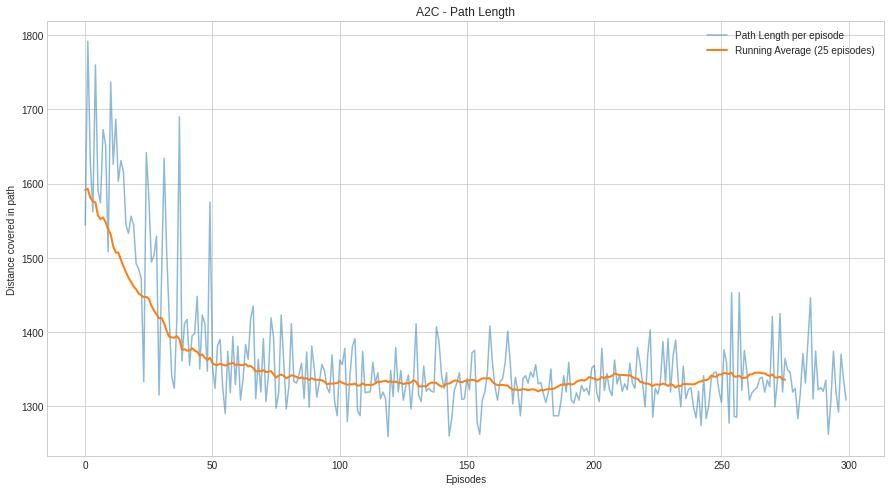 A2C - Path Length
Path Length per episode
Running Average (25 episodes)
Distance covered in path
1800
1700
1600
1500
1400
1300
0
50
100
150
200
250
300
Episodes